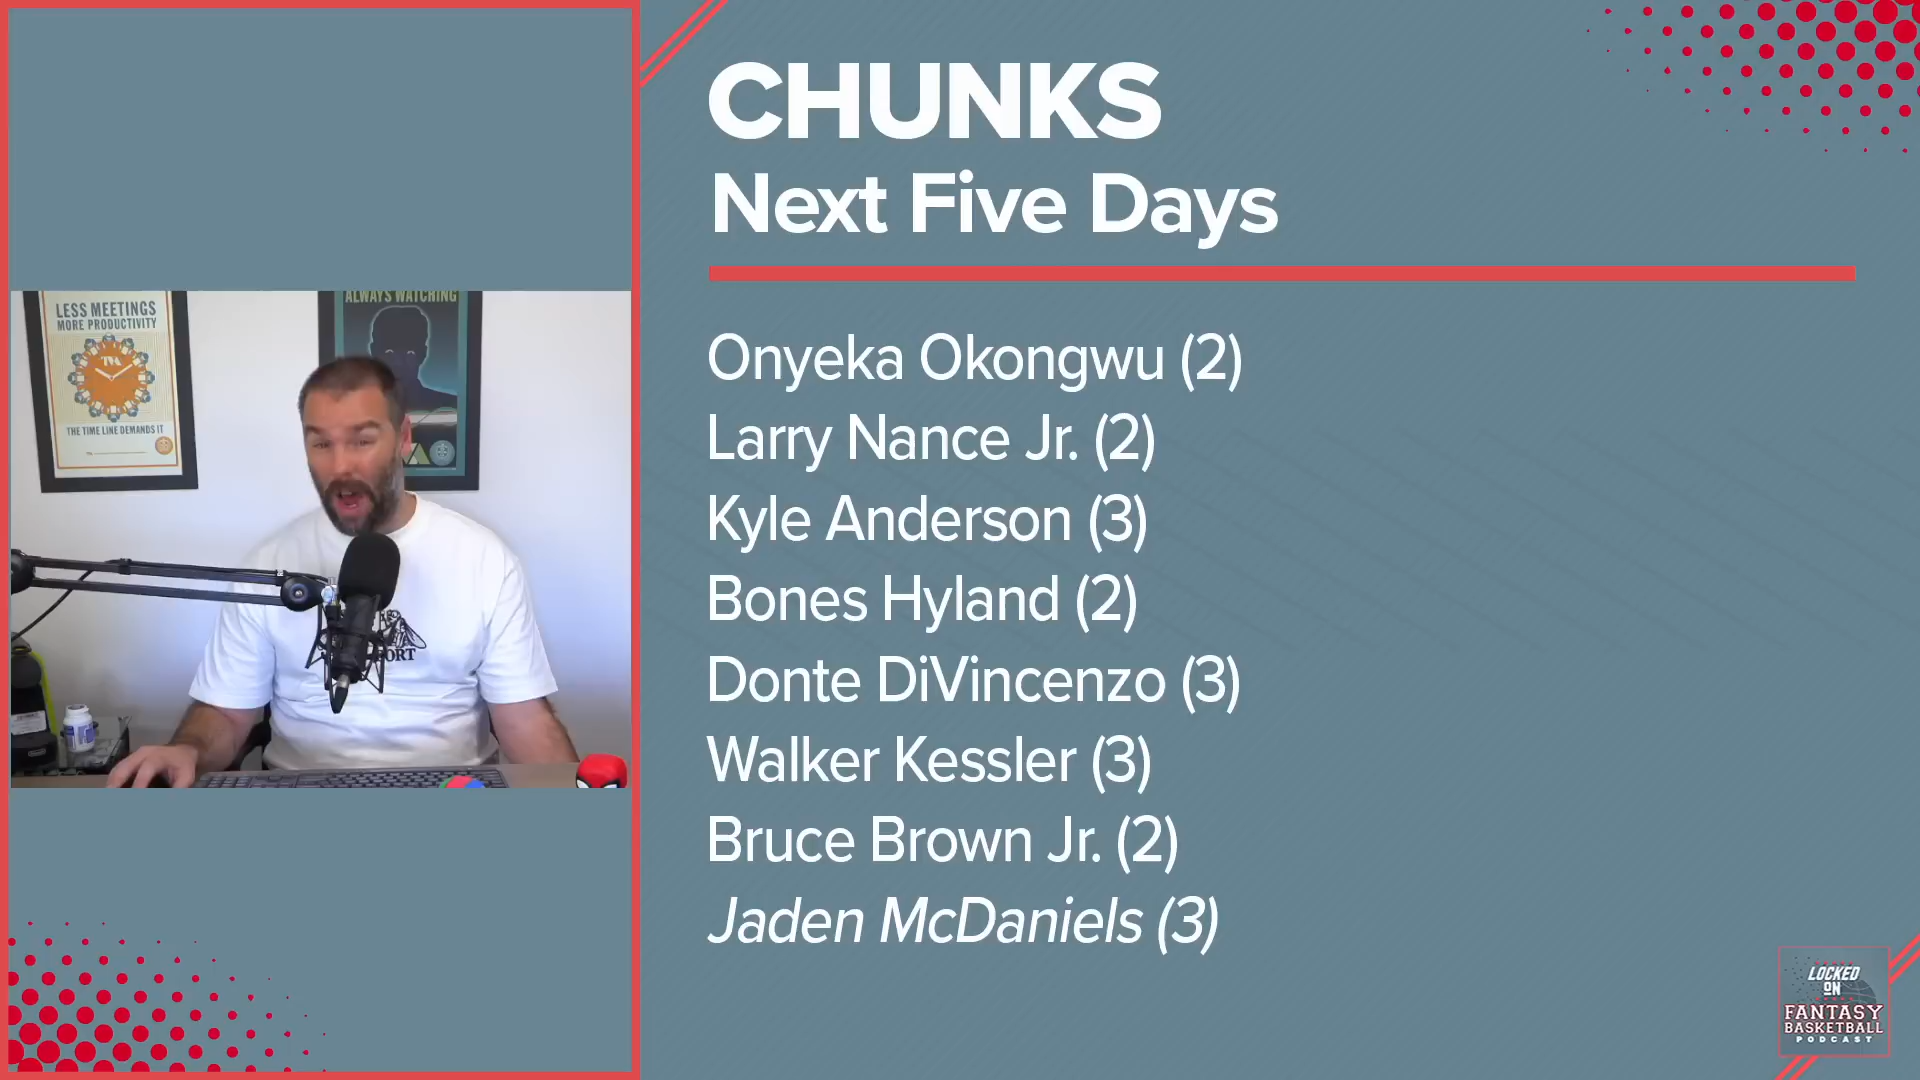 CHUNKS
Next Five Days
Onyeka Okongwu (2)
Larry Nance Jr. (2)
Kyle Anderson (3)
Bones Hyland (2)
Donte DiVincenzo (3)
Walker Kessler (3)
Bruce Brown Jr. (2)
Jaden McDaniels (3)
LESS MEETINGS
MORE PRODUCTIVITY
TVA
THE TIME LINE DEMANDS IT
ALWAYS WATCHING
LOCKED
ON
FANTASY
BASKETBALL
PODCAST